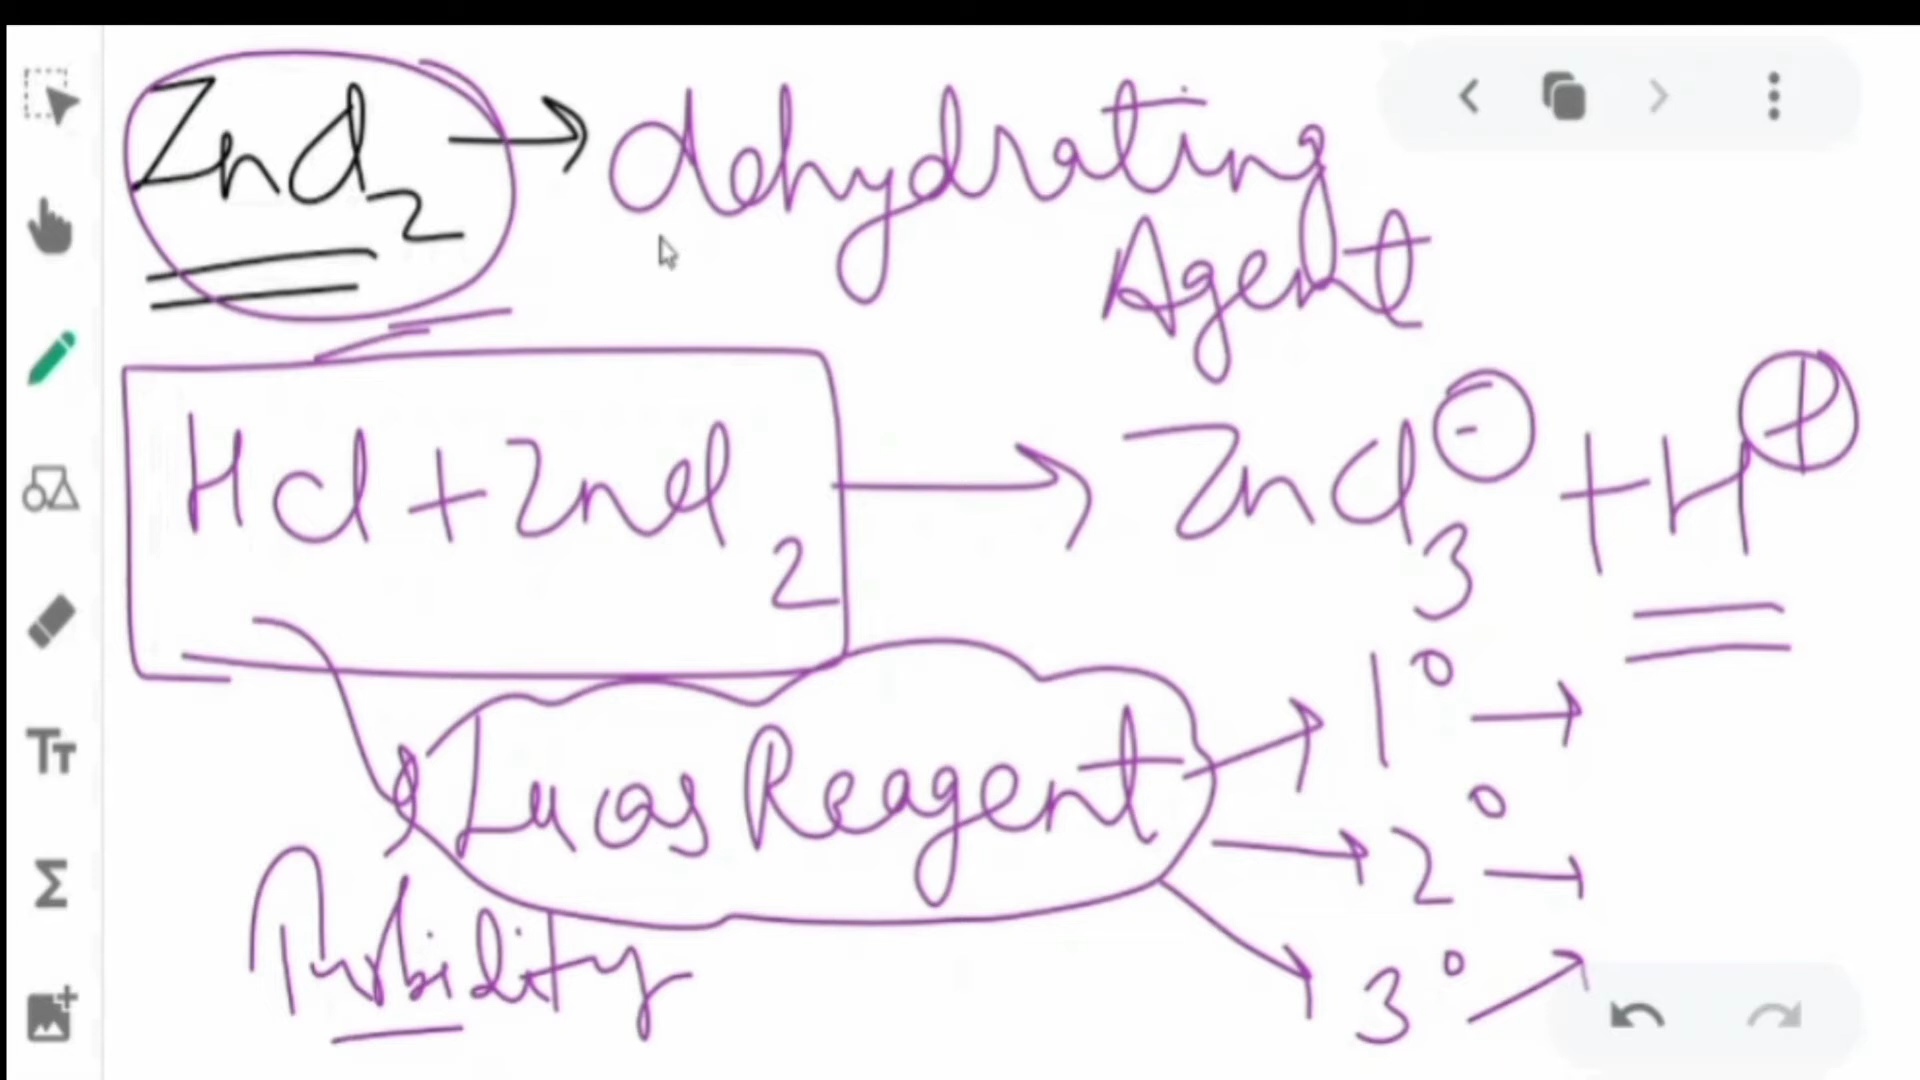 ZnCl2 → dehydrating
Agent
HCl + ZnCl2 → ZnCl3⊖ + H⊕
Lucas Reagent → 1° →
→ 2° →
→ 3° →
Turbidity